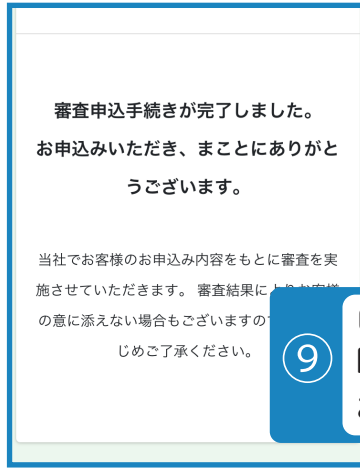 審査申込手続きが完了しました。
お申込みいただき、まことにありがと
うございます。
当社でお客様のお申込み内容をもとに審査を実
施させていただきます。 審査結果によりお客様
の意に添えない場合もございますの
じめご了承ください。
⑨